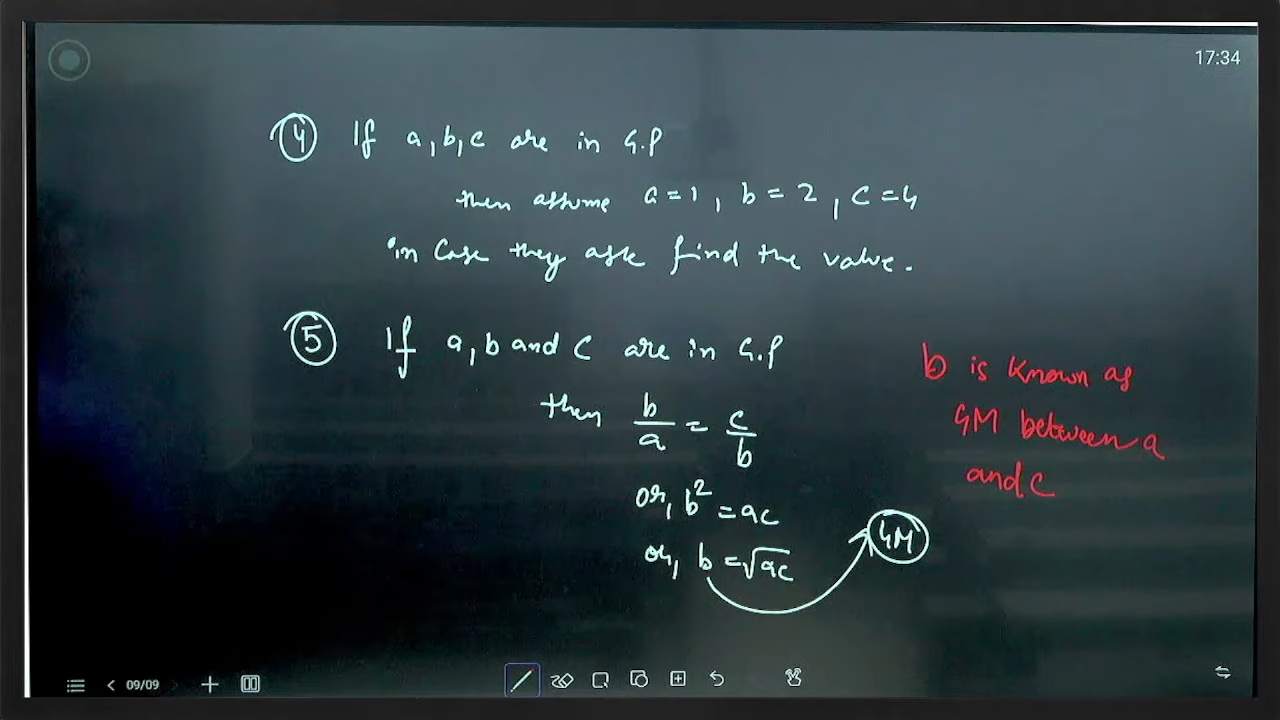 17:34
④ If a, b, c are in G.P
then assume a = 1, b = 2, c = 4
in case they ask find the value.
⑤ If a, b and c are in G.P
then b/a = c/b
or, b² = ac
or, b = √ac
GM
b is known as
GM between a
and c
09/09